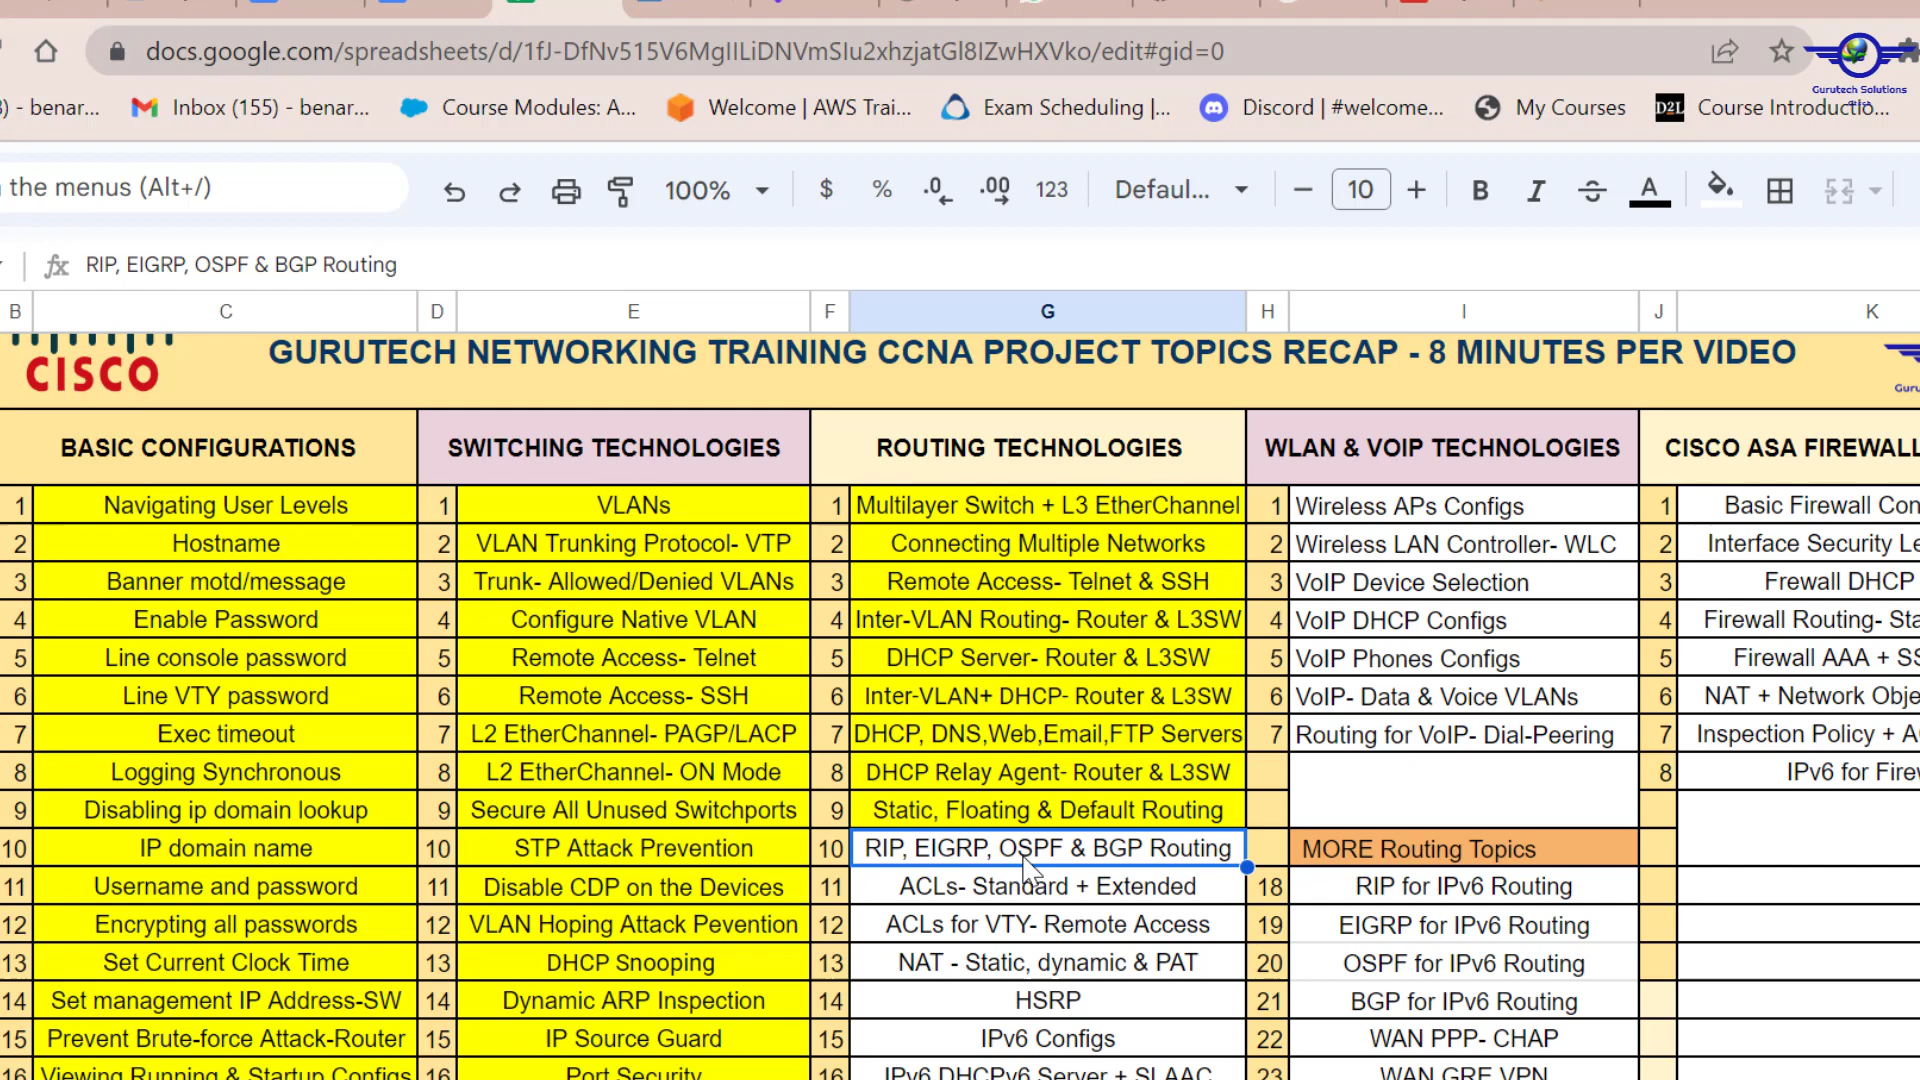 docs.google.com/spreadsheets/d/1fJ-DfNv515V6MgIILiDNVmSIu2xhzjatGl8IZwHXVko/edit#gid=0
Gurutech Solutions
) - benar...
Inbox (155) - benar...
Course Modules: A...
Welcome | AWS Trai...
Exam Scheduling |...
Discord | #welcome...
My Courses
D2L
Course Introductio...
the menus (Alt+/)
100%
$
%
.0
.00
123
Defaul...
10
B
I
A
fx
RIP, EIGRP, OSPF & BGP Routing
B C D E F G H I J K
CISCO
GURUTECH NETWORKING TRAINING CCNA PROJECT TOPICS RECAP - 8 MINUTES PER VIDEO
Guru
BASIC CONFIGURATIONS SWITCHING TECHNOLOGIES ROUTING TECHNOLOGIES WLAN & VOIP TECHNOLOGIES CISCO ASA FIREWALL
1 Navigating User Levels 1 VLANs 1 Multilayer Switch + L3 EtherChannel 1 Wireless APs Configs 1 Basic Firewall Con
2 Hostname 2 VLAN Trunking Protocol- VTP 2 Connecting Multiple Networks 2 Wireless LAN Controller- WLC 2 Interface Security Le
3 Banner motd/message 3 Trunk- Allowed/Denied VLANs 3 Remote Access- Telnet & SSH 3 VoIP Device Selection 3 Frewall DHCP
4 Enable Password 4 Configure Native VLAN 4 Inter-VLAN Routing- Router & L3SW 4 VoIP DHCP Configs 4 Firewall Routing- Sta
5 Line console password 5 Remote Access- Telnet 5 DHCP Server- Router & L3SW 5 VoIP Phones Configs 5 Firewall AAA + SS
6 Line VTY password 6 Remote Access- SSH 6 Inter-VLAN+ DHCP- Router & L3SW 6 VoIP- Data & Voice VLANs 6 NAT + Network Obje
7 Exec timeout 7 L2 EtherChannel- PAGP/LACP 7 DHCP, DNS,Web,Email,FTP Servers 7 Routing for VoIP- Dial-Peering 7 Inspection Policy + A
8 Logging Synchronous 8 L2 EtherChannel- ON Mode 8 DHCP Relay Agent- Router & L3SW 8 IPv6 for Firew
9 Disabling ip domain lookup 9 Secure All Unused Switchports 9 Static, Floating & Default Routing
10 IP domain name 10 STP Attack Prevention 10 RIP, EIGRP, OSPF & BGP Routing MORE Routing Topics
11 Username and password 11 Disable CDP on the Devices 11 ACLs- Standard + Extended 18 RIP for IPv6 Routing
12 Encrypting all passwords 12 VLAN Hoping Attack Pevention 12 ACLs for VTY- Remote Access 19 EIGRP for IPv6 Routing
13 Set Current Clock Time 13 DHCP Snooping 13 NAT - Static, dynamic & PAT 20 OSPF for IPv6 Routing
14 Set management IP Address-SW 14 Dynamic ARP Inspection 14 HSRP 21 BGP for IPv6 Routing
15 Prevent Brute-force Attack-Router 15 IP Source Guard 15 IPv6 Configs 22 WAN PPP- CHAP
16 Viewing Running & Startup Configs 16 Port Security 16 IPv6 DHCPv6 Server + SLAAC 23 WAN GRE VPN